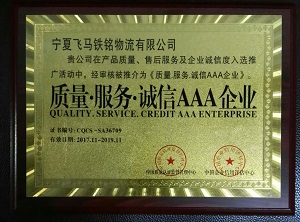 宁夏飞马铁铭物流有限公司
贵公司在产品质量、售后服务及企业诚信度入选推
广活动中,经审核被推介为《质量.服务.诚信AAA企业》。
质量·服务·诚信AAA企业
QUALITY. SERVICE. CREDIT AAA ENTERPRISE
证书编号:CQCS-SA36709
有效日期:2017.11-2019.11